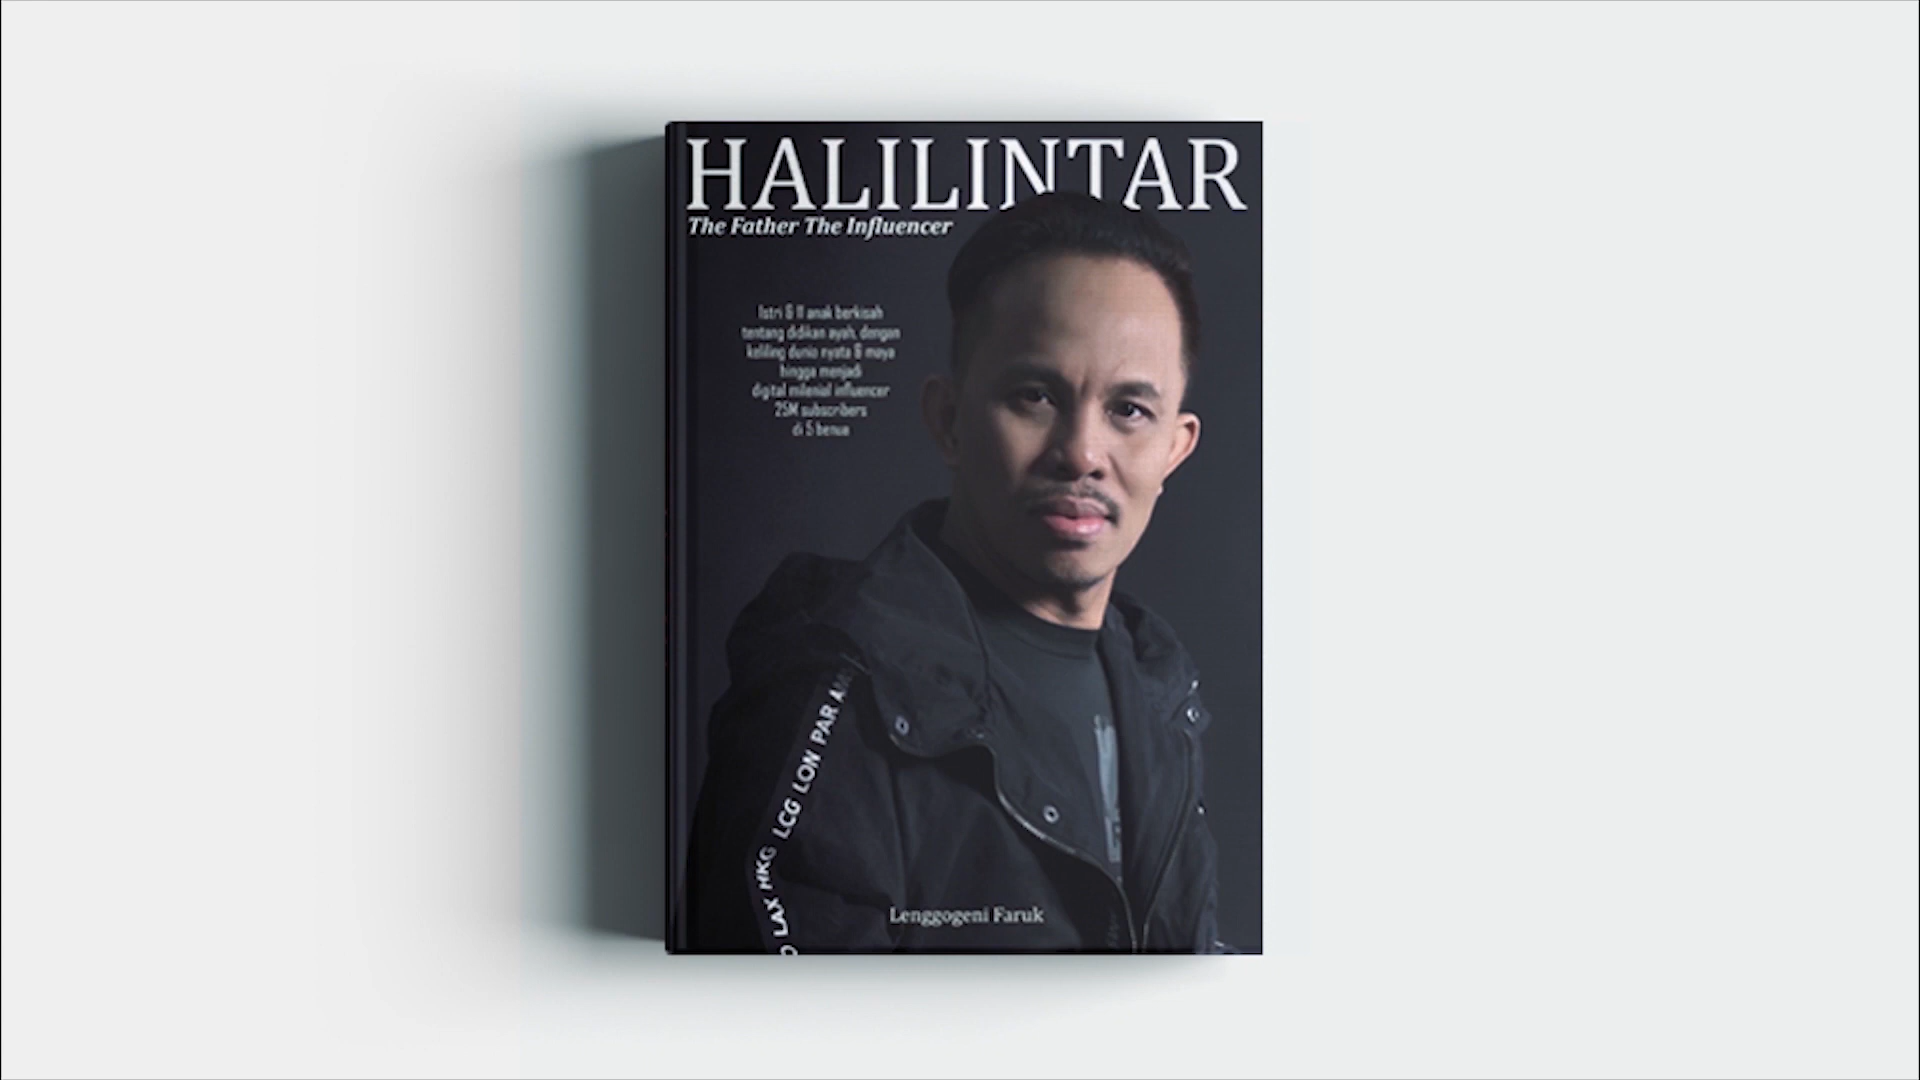 HALILINTAR
The Father The Influencer
Istri & 11 anak berkisah
tentang didikan ayah, dengan
keliling dunia nyata & maya
hingga menjadi
digital milenial influencer
25M subscribers
di 5 benua
LAX HKG LCG LON PAR
Lenggogeni Faruk